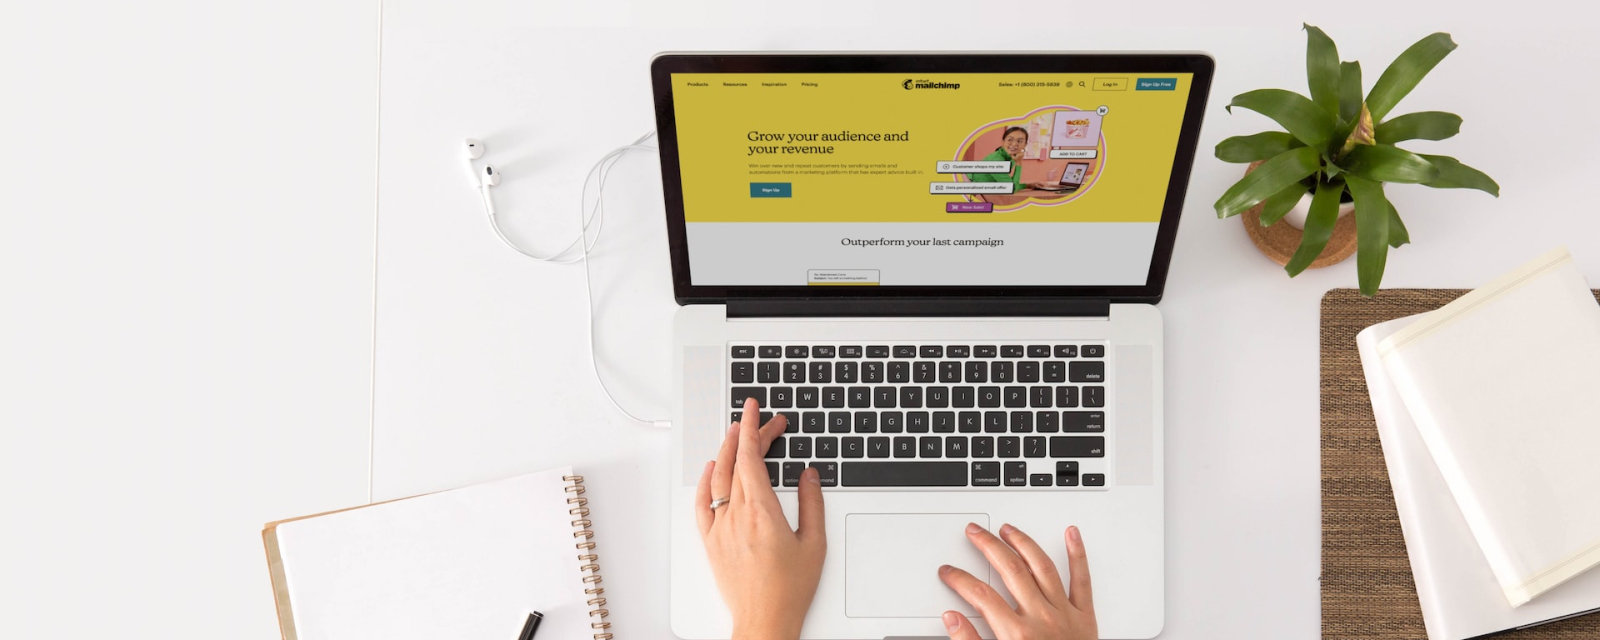 Products Resources Inspiration Pricing
intuit mailchimp
Sales: +1 (800) 315-5939
Log In
Sign Up Free
Grow your audience and
your revenue
Win over new and repeat customers by sending emails and
automations from a marketing platform that has expert advice built in
Sign Up
ADD TO CART
Customer shops my site
Data personalized email offer
New Sale!
Outperform your last campaign
esc
delete
tab Q W E R T Y U I O P
A S D F G H J K L
return
Z X C V B N M
shift
option command command option